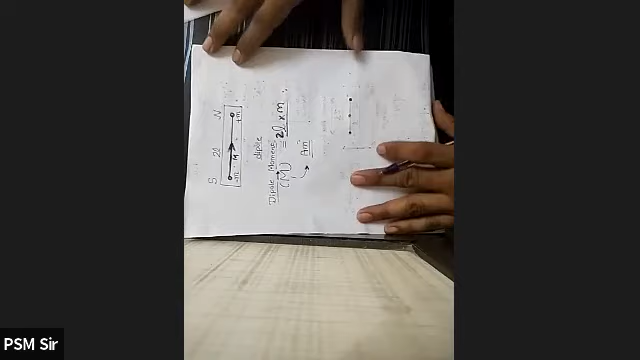 S 2l N
-m M +m
dipole
Dipole Moment = 2l x m
(M)
Am
PSM Sir